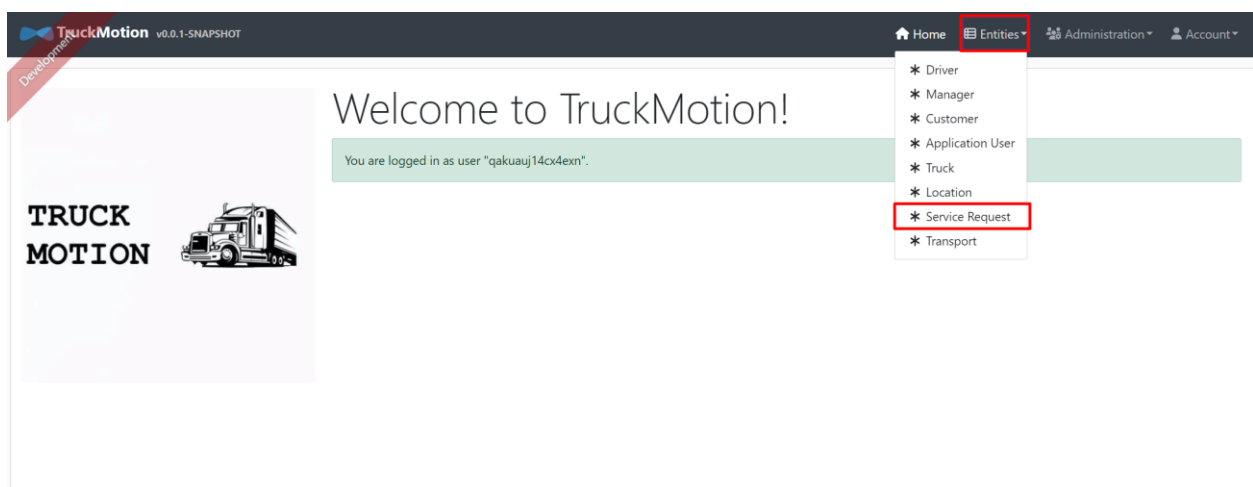 TruckMotion v0.0.1-SNAPSHOT
Home Entities Administration Account
Development
Driver
Manager
Customer
Application User
Truck
Location
Service Request
Transport
Welcome to TruckMotion!
You are logged in as user "qakuauj14cx4exn".
TRUCK
MOTION